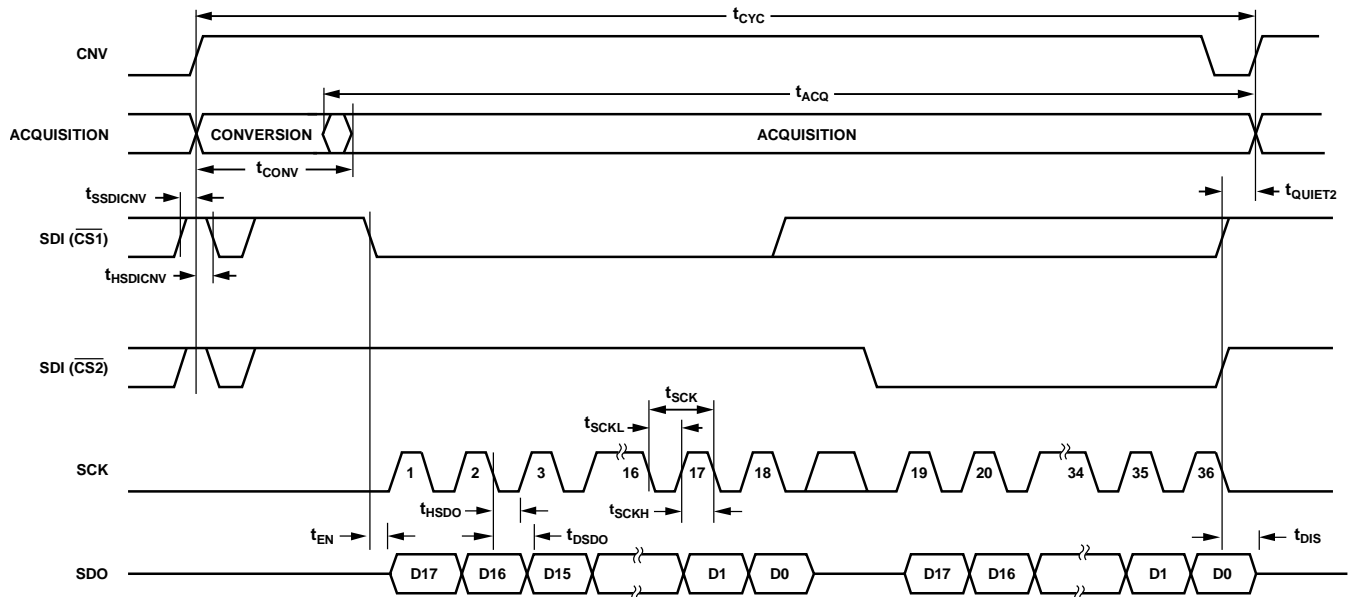 tCYC
CNV
tACQ
ACQUISITION CONVERSION ACQUISITION
tCONV
tSSDICNV
tQUIET2
SDI (CS1)
tHSDICNV
SDI (CS2)
tSCK
tSCKL
SCK 1 2 3 16 17 18 19 20 34 35 36
tHSDO tSCKH
tEN tDSDO tDIS
SDO D17 D16 D15 D1 D0 D17 D16 D1 D0